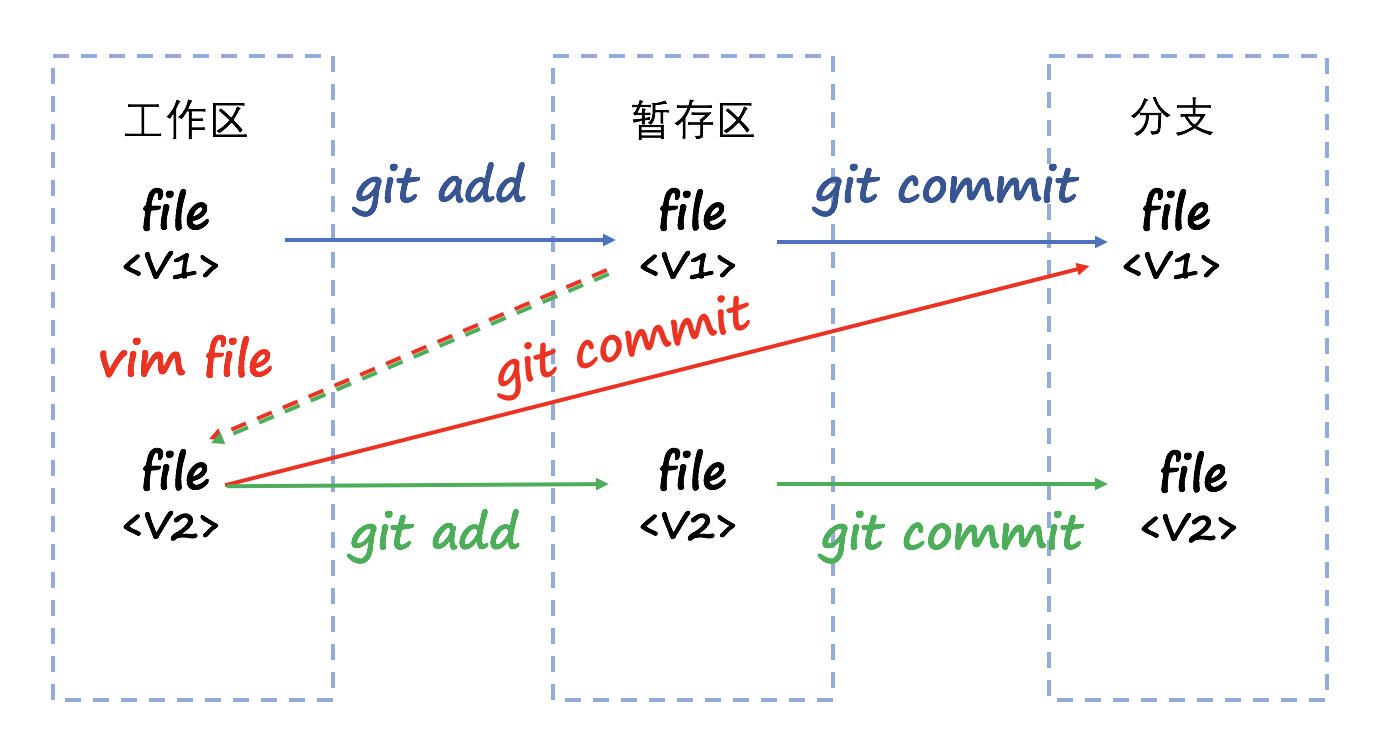 工作区
暂存区
分支
git add
git commit
file
<V1>
file
<V1>
file
<V1>
vim file
git commit
file
<V2>
file
<V2>
file
<V2>
git add
git commit